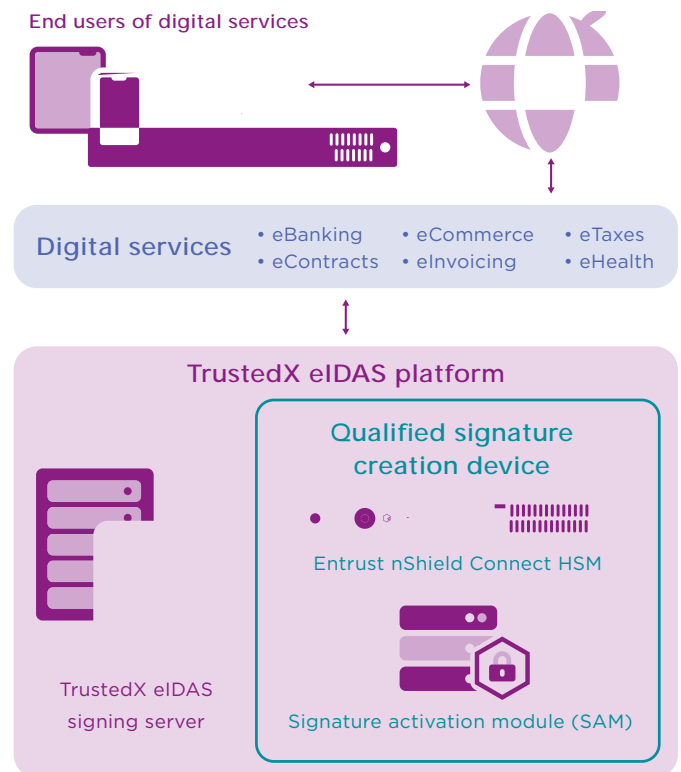 End users of digital services
Digital services
• eBanking
• eCommerce
• eTaxes
• eContracts
• eInvoicing
• eHealth
TrustedX eIDAS platform
Qualified signature
creation device
Entrust nShield Connect HSM
TrustedX eIDAS
signing server
Signature activation module (SAM)